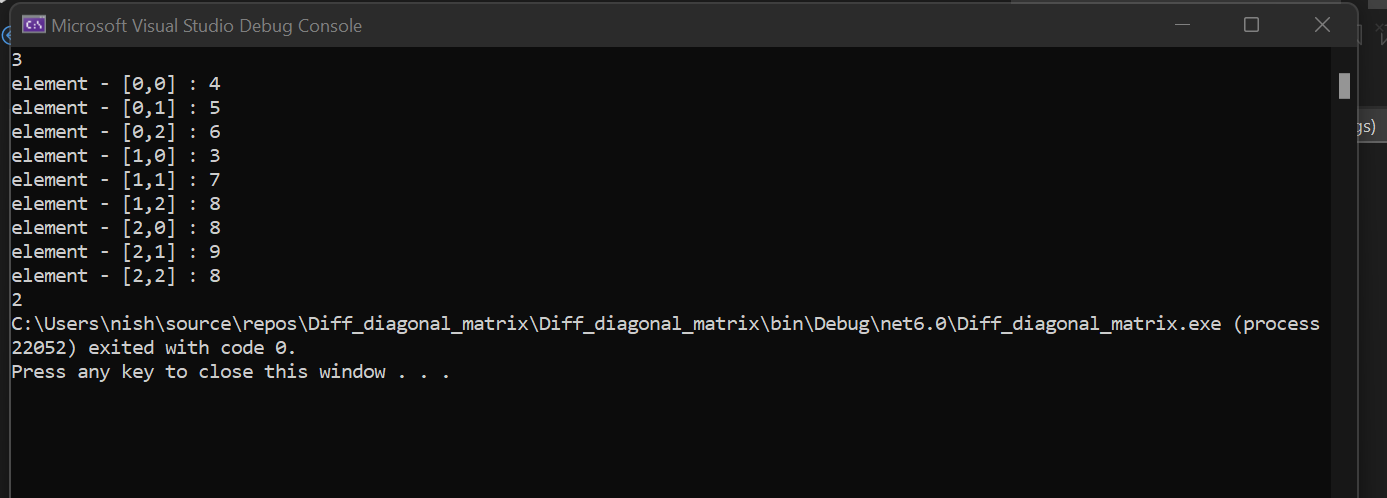 Microsoft Visual Studio Debug Console
gs)
3
element - [0,0] : 4
element - [0,1] : 5
element - [0,2] : 6
element - [1,0] : 3
element - [1,1] : 7
element - [1,2] : 8
element - [2,0] : 8
element - [2,1] : 9
element - [2,2] : 8
2
C:\Users\nish\source\repos\Diff_diagonal_matrix\Diff_diagonal_matrix\bin\Debug\net6.0\Diff_diagonal_matrix.exe (process
22052) exited with code 0.
Press any key to close this window . . .